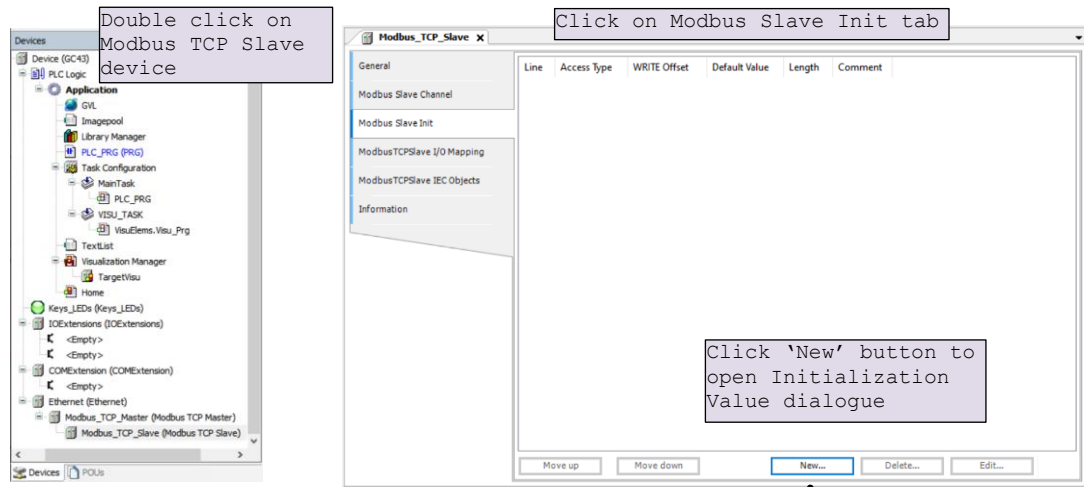 Double click on
Modbus TCP Slave
device
Click on Modbus Slave Init tab
Devices
Device (GC43)
PLC Logic
Application
GVL
Imagepool
Library Manager
PLC_PRG (PRG)
Task Configuration
MainTask
PLC_PRG
VISU_TASK
VisuElems.Visu_Prg
TextList
Visualization Manager
TargetVisu
Home
Keys_LEDs (Keys_LEDs)
IOExtensions (IOExtensions)
<Empty>
<Empty>
COMExtension (COMExtension)
<Empty>
Ethernet (Ethernet)
Modbus_TCP_Master (Modbus TCP Master)
Modbus_TCP_Slave (Modbus TCP Slave)
Devices POUs
Modbus_TCP_Slave X
General
Modbus Slave Channel
Modbus Slave Init
ModbusTCPSlave I/O Mapping
ModbusTCPSlave IEC Objects
Information
Line Access Type WRITE Offset Default Value Length Comment
Click ‘New’ button to
open Initialization
Value dialogue
Move up Move down New... Delete... Edit...